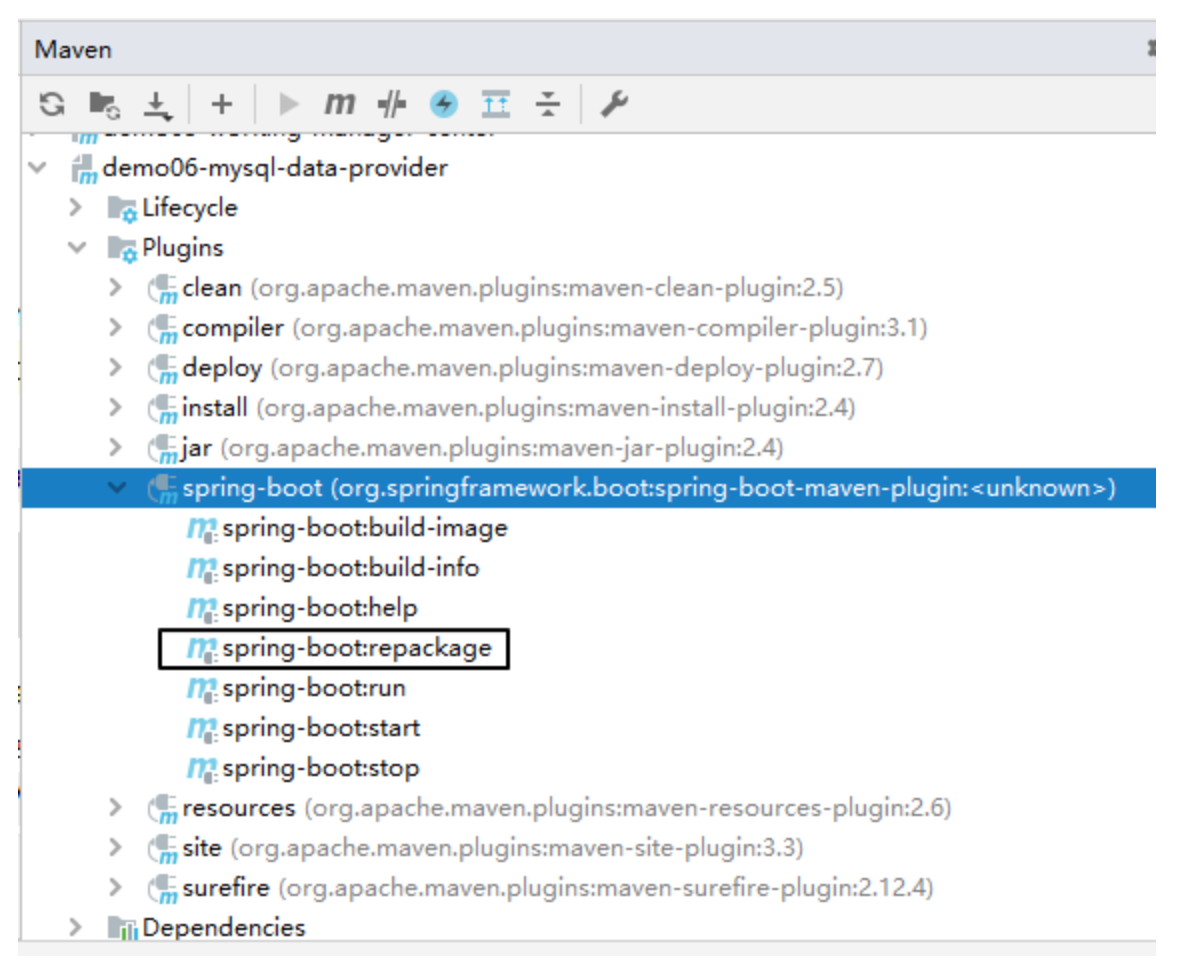 Maven
demo06-mysql-data-provider
Lifecycle
Plugins
clean (org.apache.maven.plugins:maven-clean-plugin:2.5)
compiler (org.apache.maven.plugins:maven-compiler-plugin:3.1)
deploy (org.apache.maven.plugins:maven-deploy-plugin:2.7)
install (org.apache.maven.plugins:maven-install-plugin:2.4)
jar (org.apache.maven.plugins:maven-jar-plugin:2.4)
spring-boot (org.springframework.boot:spring-boot-maven-plugin:<unknown>)
spring-boot:build-image
spring-boot:build-info
spring-boot:help
spring-boot:repackage
spring-boot:run
spring-boot:start
spring-boot:stop
resources (org.apache.maven.plugins:maven-resources-plugin:2.6)
site (org.apache.maven.plugins:maven-site-plugin:3.3)
surefire (org.apache.maven.plugins:maven-surefire-plugin:2.12.4)
Dependencies